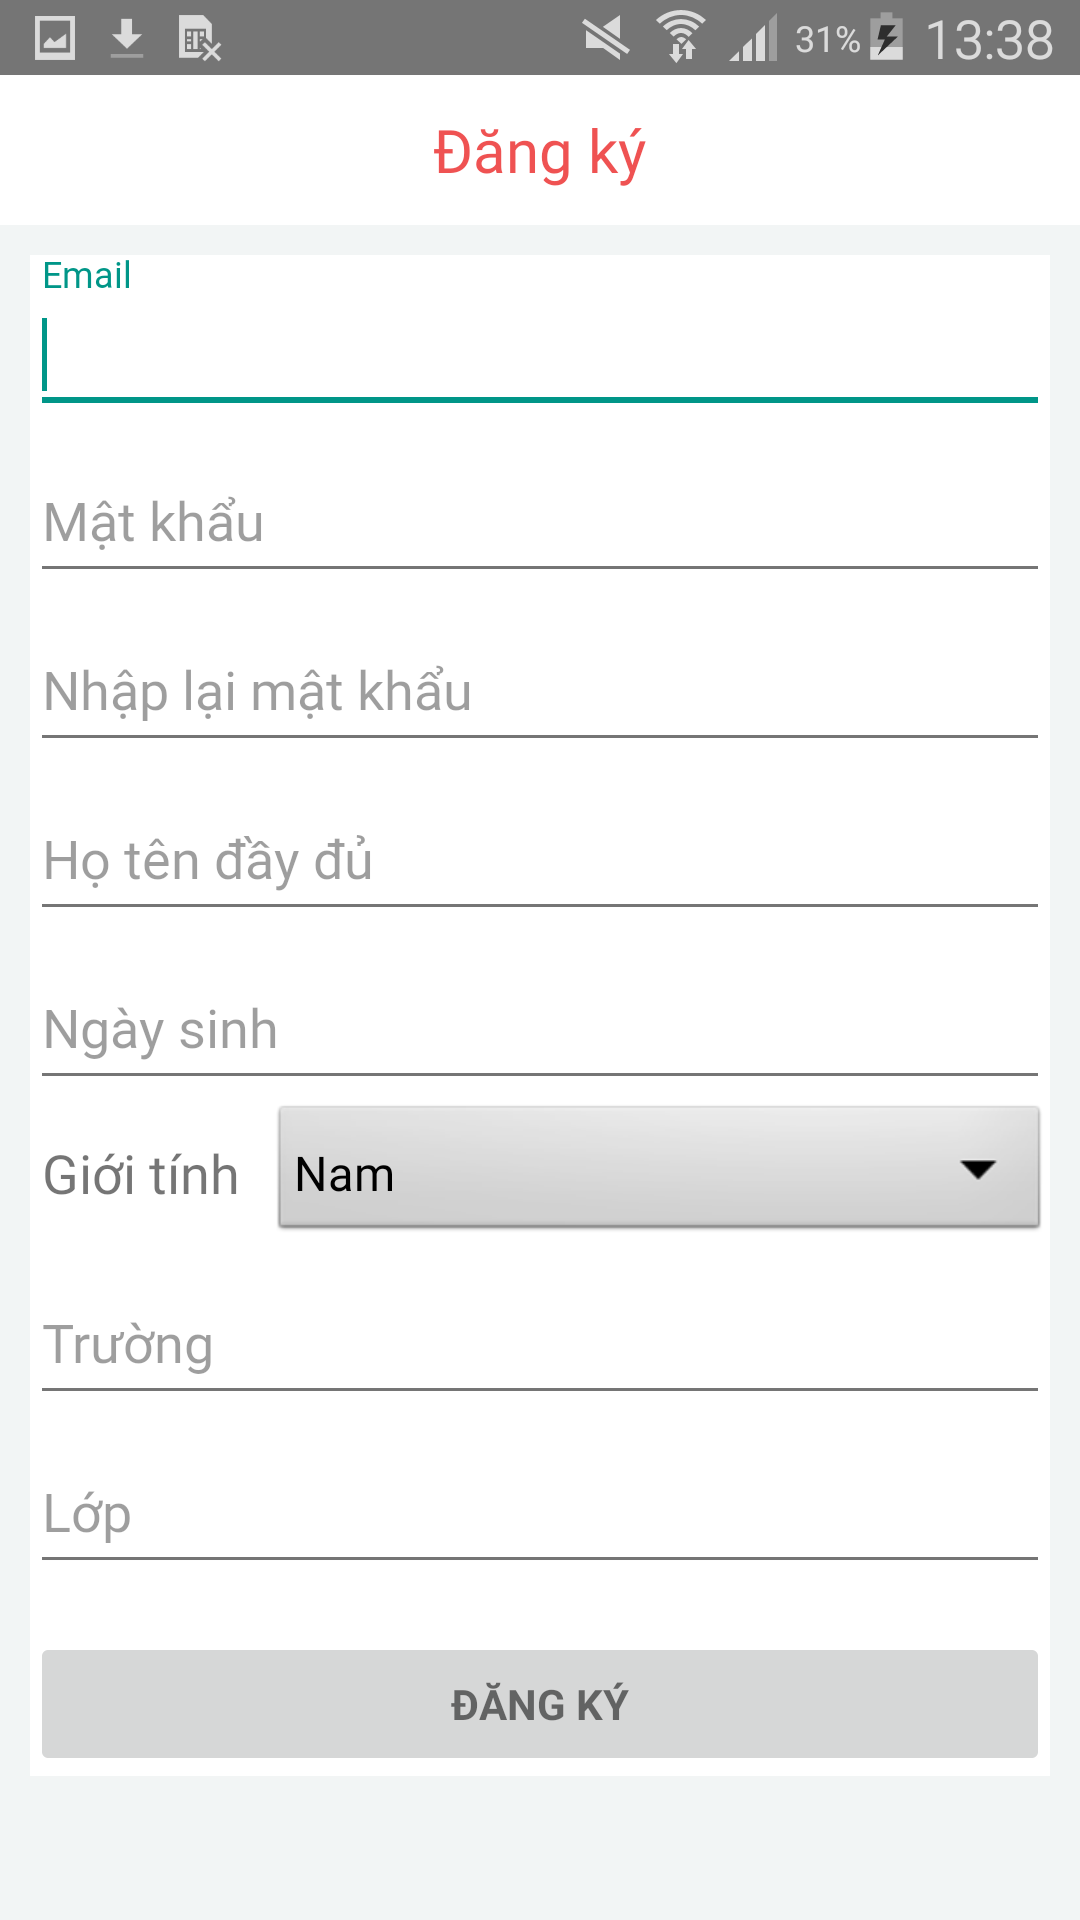 31% 13:38
Đăng ký
Email
Mật khẩu
Nhập lại mật khẩu
Họ tên đầy đủ
Ngày sinh
Giới tính Nam
Trường
Lớp
ĐĂNG KÝ